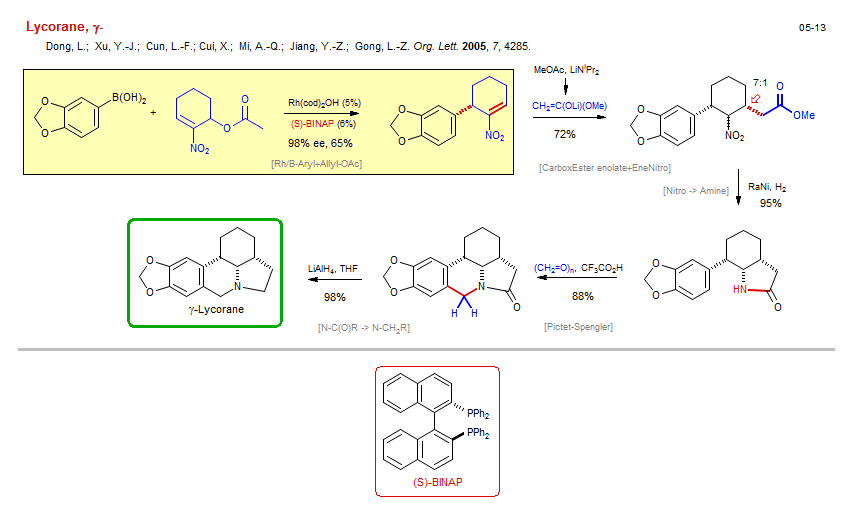 Lycorane, γ-
05-13
Dong, L.; Xu, Y.-J.; Cun, L.-F.; Cui, X.; Mi, A.-Q.; Jiang, Y.-Z.; Gong, L.-Z. Org. Lett. 2005, 7, 4285.
O
O
B(OH)2
+
O
O
NO2
Rh(cod)2OH (5%)
(S)-BINAP (6%)
98% ee, 65%
[Rh/B-Aryl+Allyl-OAc]
O
O
NO2
MeOAc, LiNiPr2
CH2=C(OLi)(OMe)
72%
[CarboxEster enolate+EneNitro]
7:1
O
O
O
OMe
NO2
[Nitro -> Amine]
RaNi, H2
95%
O
O
HN
O
(CH2=O)n, CF3CO2H
88%
[Pictet-Spengler]
O
O
N
O
H H
LiAlH4, THF
98%
[N-C(O)R -> N-CH2R]
O
O
N
γ-Lycorane
PPh2
PPh2
(S)-BINAP